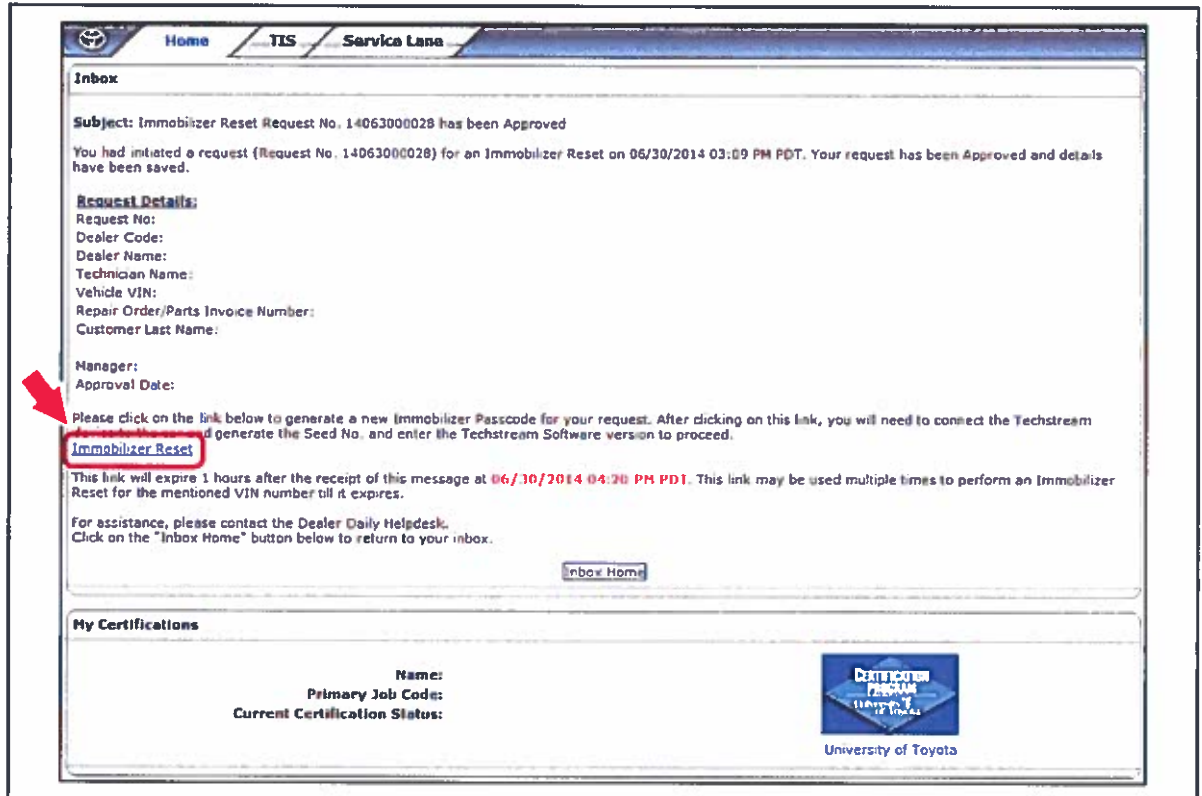 Home TIS Service Lane
Inbox
Subject: Immobilizer Reset Request No. 14063000028 has been Approved
You had initiated a request (Request No. 14063000028) for an Immobilizer Reset on 06/30/2014 03:09 PM PDT. Your request has been Approved and details
have been saved.
Request Details:
Request No:
Dealer Code:
Dealer Name:
Technician Name:
Vehicle VIN:
Repair Order/Parts Invoice Number:
Customer Last Name:
Manager:
Approval Date:
Please click on the link below to generate a new Immobilizer Passcode for your request. After clicking on this link, you will need to connect the Techstream
generate the Seed No. and enter the Techstream Software version to proceed.
Immobilizer Reset
This link will expire 1 hours after the receipt of this message at 06/30/2014 04:20 PM PDT. This link may be used multiple times to perform an Immobilizer
Reset for the mentioned VIN number till it expires.
For assistance, please contact the Dealer Daily Helpdesk.
Click on the "Inbox Home" button below to return to your inbox.
Inbox Home
My Certifications
Name:
Primary Job Code:
Current Certification Status:
CERTIFICATION
PROGRAM
University
of Toyota
University of Toyota